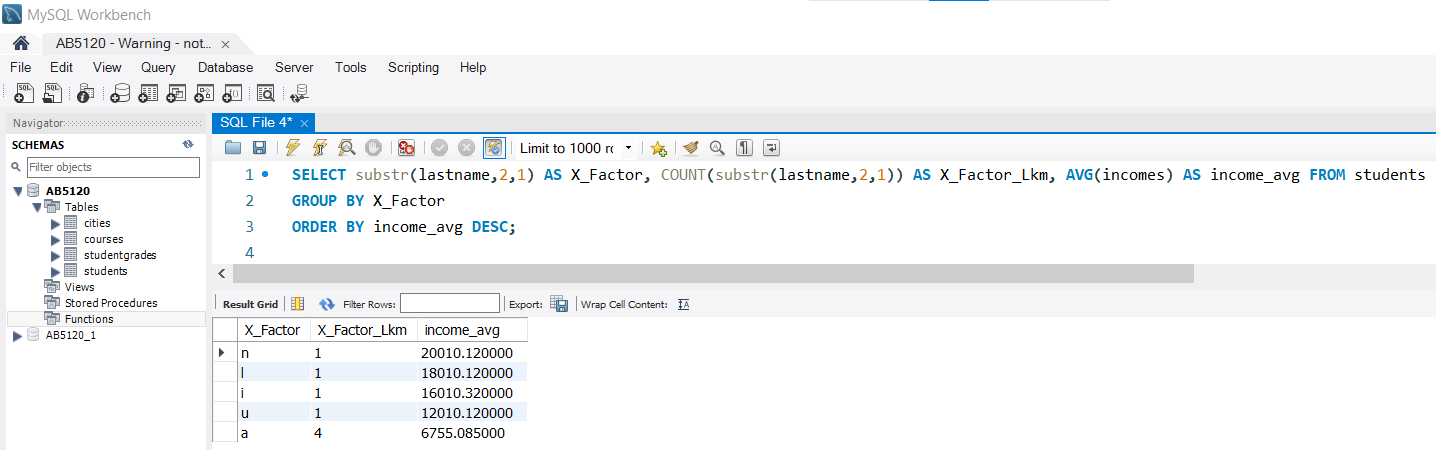 MySQL Workbench
AB5120 - Warning - not... ×
File Edit View Query Database Server Tools Scripting Help
Navigator
SQL File 4* ×
SCHEMAS
Filter objects
AB5120
Tables
cities
courses
studentgrades
students
Views
Stored Procedures
Functions
AB5120_1
Limit to 1000 rc
1 SELECT substr(lastname,2,1) AS X_Factor, COUNT(substr(lastname,2,1)) AS X_Factor_Lkm, AVG(incomes) AS income_avg FROM students
2 GROUP BY X_Factor
3 ORDER BY income_avg DESC;
4
Result Grid Filter Rows: Export: Wrap Cell Content: IA
X_Factor X_Factor_Lkm income_avg
n 1 20010.120000
l 1 18010.120000
i 1 16010.320000
u 1 12010.120000
a 4 6755.085000